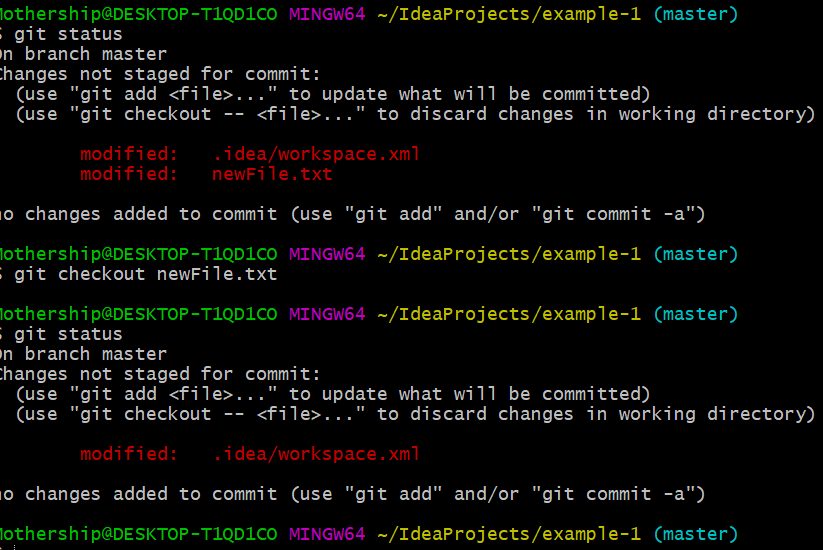 Mothership@DESKTOP-T1QD1CO MINGW64 ~/IdeaProjects/example-1 (master)
$ git status
On branch master
Changes not staged for commit:
  (use "git add <file>..." to update what will be committed)
  (use "git checkout -- <file>..." to discard changes in working directory)
        modified:   .idea/workspace.xml
        modified:   newFile.txt
no changes added to commit (use "git add" and/or "git commit -a")
Mothership@DESKTOP-T1QD1CO MINGW64 ~/IdeaProjects/example-1 (master)
$ git checkout newFile.txt
Mothership@DESKTOP-T1QD1CO MINGW64 ~/IdeaProjects/example-1 (master)
$ git status
On branch master
Changes not staged for commit:
  (use "git add <file>..." to update what will be committed)
  (use "git checkout -- <file>..." to discard changes in working directory)
        modified:   .idea/workspace.xml
no changes added to commit (use "git add" and/or "git commit -a")
Mothership@DESKTOP-T1QD1CO MINGW64 ~/IdeaProjects/example-1 (master)